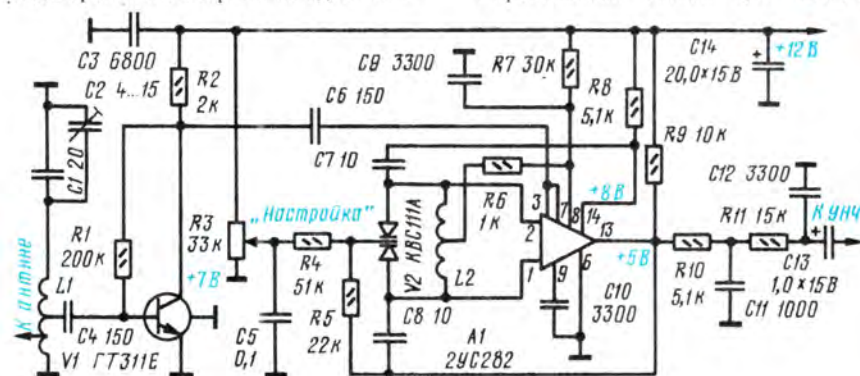 C3 6800
C2 4...15
C1 20
R2
2к
R1
200к
L1
К антенне
C4 150
V1 ГТ311Е
+7 В
R3
33к
„Настройка"
C6 150
C7 10
R4
51к
C5
0,1
R5
22к
V2 КВС111А
C8 10
L2
C9 3300
R7 30к
R6
1к
R8
5,1к
3
2
1
7
8
14
13
9
6
+8 В
+5 В
A1
2УС282
C10
3300
R9 10к
C14
20,0×15В
+12 В
C12 3300
R11 15к
К УНЧ
R10
5,1к
C13
1,0×15В
C11 1000